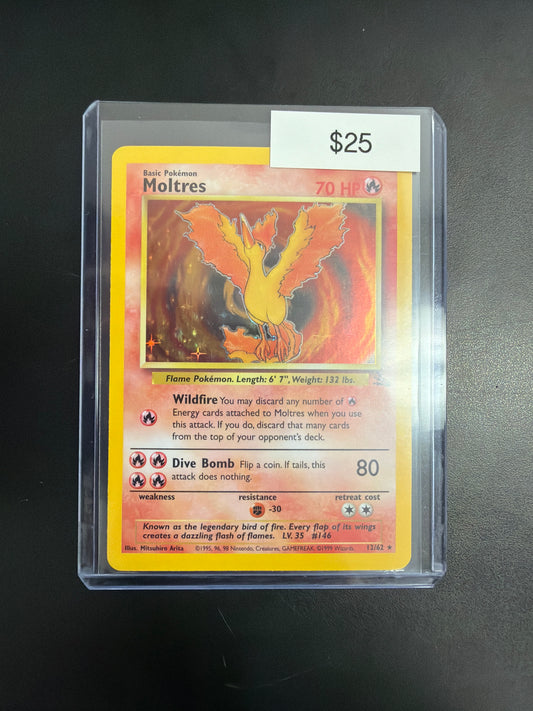 $25
Basic Pokémon
Moltres 70 HP
Flame Pokémon. Length: 6' 7", Weight: 132 lbs.
Wildfire You may discard any number of
Energy cards attached to Moltres when you use
this attack. If you do, discard that many cards
from the top of your opponent's deck.
Dive Bomb Flip a coin. If tails, this
attack does nothing.
80
weakness resistance retreat cost
-30
Known as the legendary bird of fire. Every flap of its wings
creates a dazzling flash of flames. LV. 35 #146
Illus. Mitsuhiro Arita ©1995, 96, 98 Nintendo, Creatures, GAMEFREAK. ©1999 Wizards. 12/62 ★